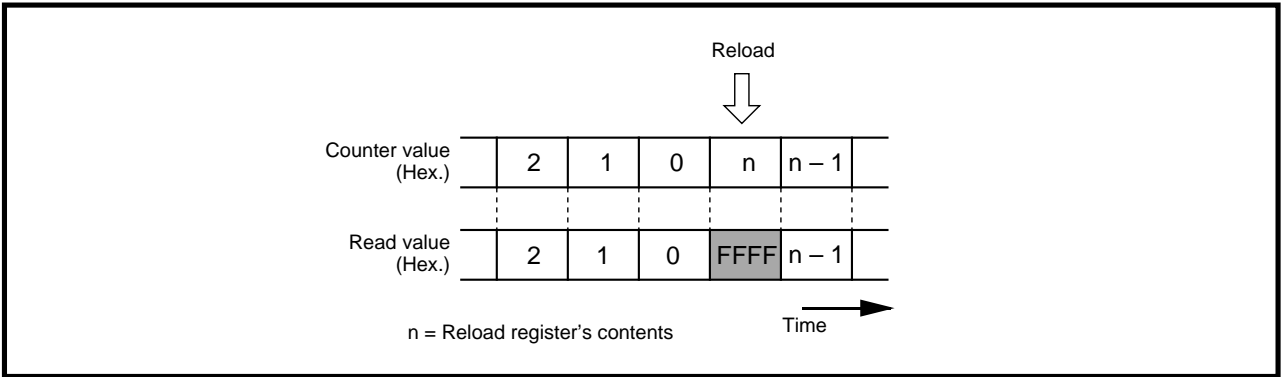 Reload
Counter value
(Hex.)
2 1 0 n n – 1
Read value
(Hex.)
2 1 0 FFFF n – 1
Time
n = Reload register’s contents